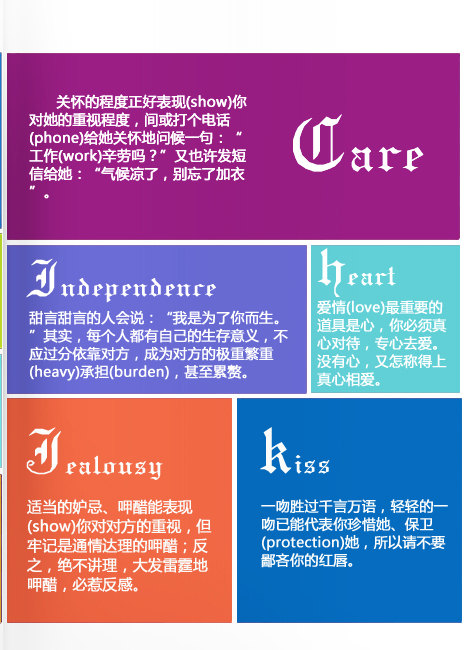 关怀的程度正好表现(show)你
对她的重视程度，间或打个电话
(phone)给她关怀地问候一句：“
工作(work)辛劳吗？”又也许发短
信给她：“气候凉了，别忘了加衣
”。
Care
Independence
甜言甜言的人会说：“我是为了你而生。
”其实，每个人都有自己的生存意义，不
应过分依靠对方，成为对方的极重繁重
(heavy)承担(burden)，甚至累赘。
heart
爱情(love)最重要的
道具是心，你必须真
心对待，专心去爱。
没有心，又怎称得上
真心相爱。
Jealousy
适当的妒忌、呷醋能表现
(show)你对对方的重视，但
牢记是通情达理的呷醋；反
之，绝不讲理，大发雷霆地
呷醋，必惹反感。
kiss
一吻胜过千言万语，轻轻的一
吻已能代表你珍惜她、保卫
(protection)她，所以请不要
鄙吝你的红唇。